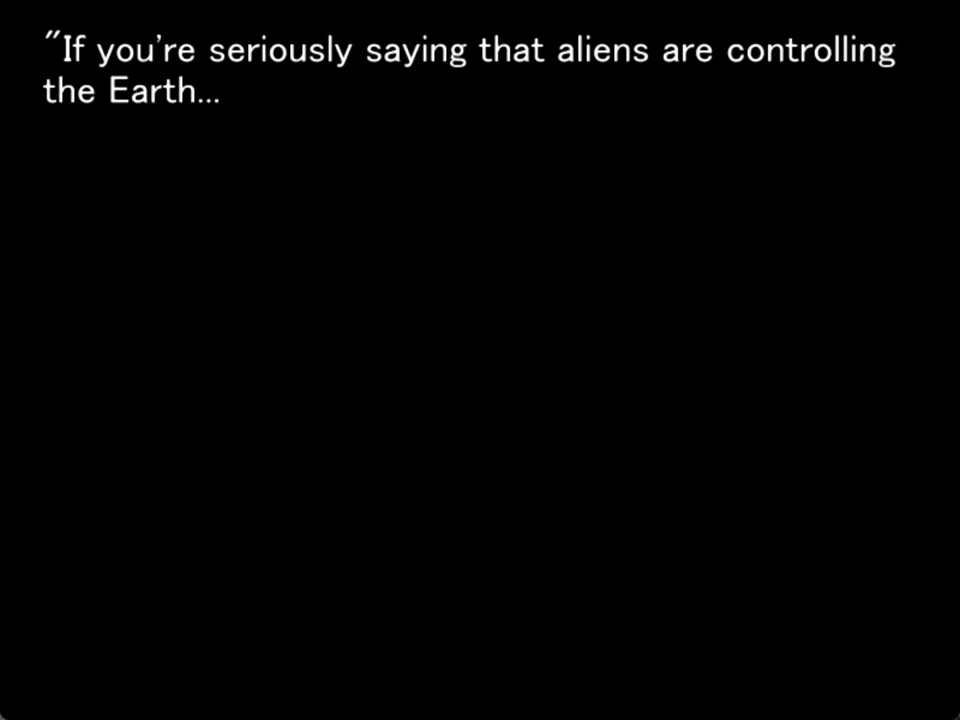 "If you're seriously saying that aliens are controlling
the Earth...